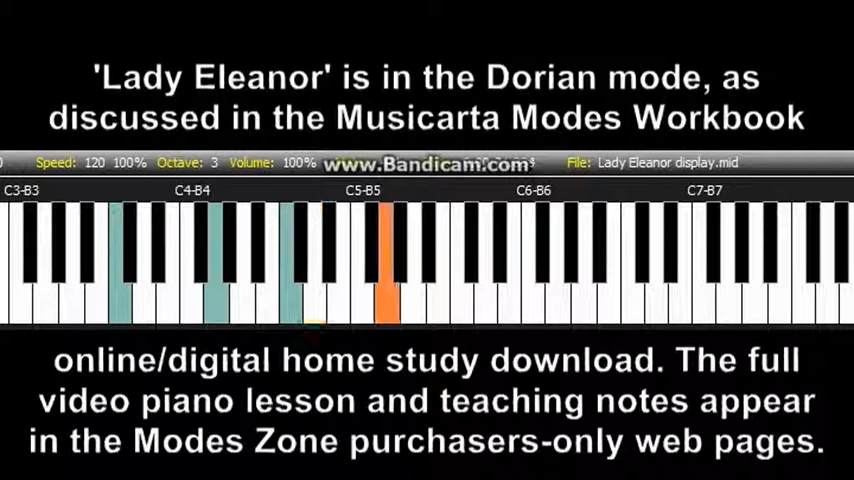 'Lady Eleanor' is in the Dorian mode, as
discussed in the Musicarta Modes Workbook
Speed: 120 100% Octave: 3 Volume: 100% www.Bandicam.com File: Lady Eleanor display.mid
C3-B3 C4-B4 C5-B5 C6-B6 C7-B7
online/digital home study download. The full
video piano lesson and teaching notes appear
in the Modes Zone purchasers-only web pages.